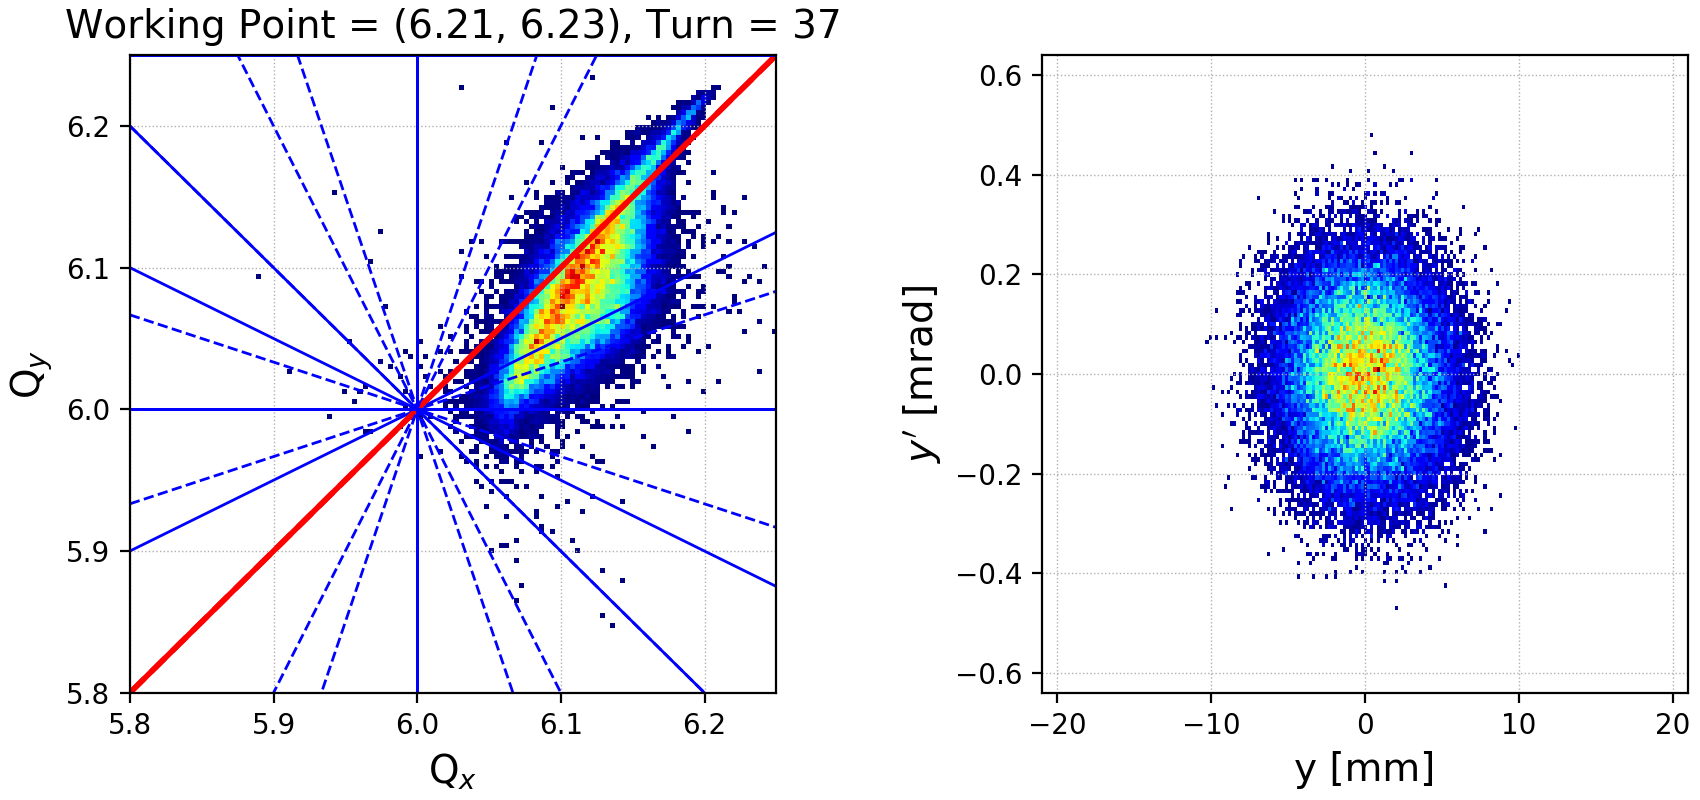 Working Point = (6.21, 6.23), Turn = 37
6.2
6.1
6.0
5.9
5.8
Q_y
5.8 5.9 6.0 6.1 6.2
Q_x
0.6
0.4
0.2
0.0
−0.2
−0.4
−0.6
y′ [mrad]
−20 −10 0 10 20
y [mm]